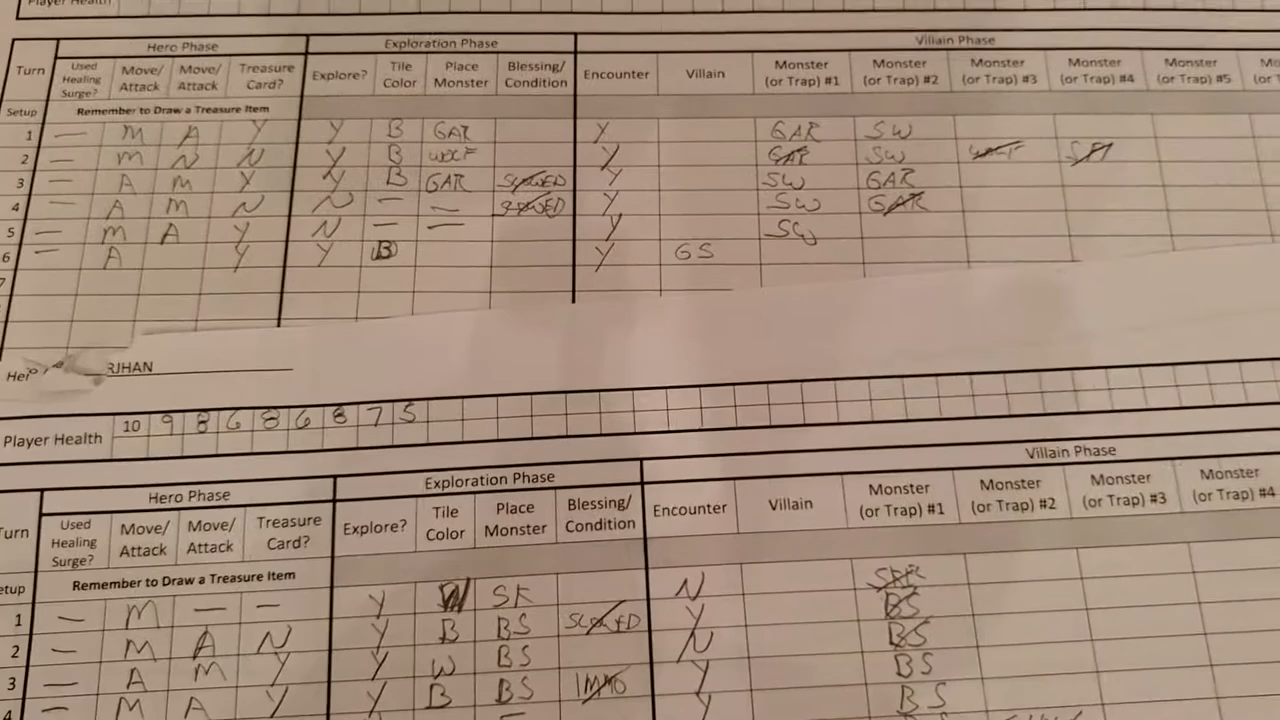 Player Health
Hero Phase Exploration Phase Villain Phase
Turn Used Healing Surge? Move/ Attack Move/ Attack Treasure Card? Explore? Tile Color Place Monster Blessing/ Condition Encounter Villain Monster (or Trap) #1 Monster (or Trap) #2 Monster (or Trap) #3 Monster (or Trap) #4 Monster (or Trap) #5
Setup Remember to Draw a Treasure Item
1 — M A Y Y B GAR Y GAR SW
2 — M N N Y B WOLF Y GAR SW
3 — A M Y Y B GAR SLOWED Y SW GAR
4 — A M N N — — SLOWED Y SW GAR
5 — M A Y N — — Y SW
6 — A Y Y B Y GS
RJHAN
Player Health 10 9 8 6 8 6 8 7 5
Hero Phase Exploration Phase Villain Phase
Turn Used Healing Surge? Move/ Attack Move/ Attack Treasure Card? Explore? Tile Color Place Monster Blessing/ Condition Encounter Villain Monster (or Trap) #1 Monster (or Trap) #2 Monster (or Trap) #3 Monster (or Trap) #4
Setup Remember to Draw a Treasure Item
1 — M — — Y W SK N
2 — M A N Y B BS SLOWED Y BS
3 — A M Y Y W BS N BS
4 — M A Y Y B BS IMMO Y BS
— Y BS